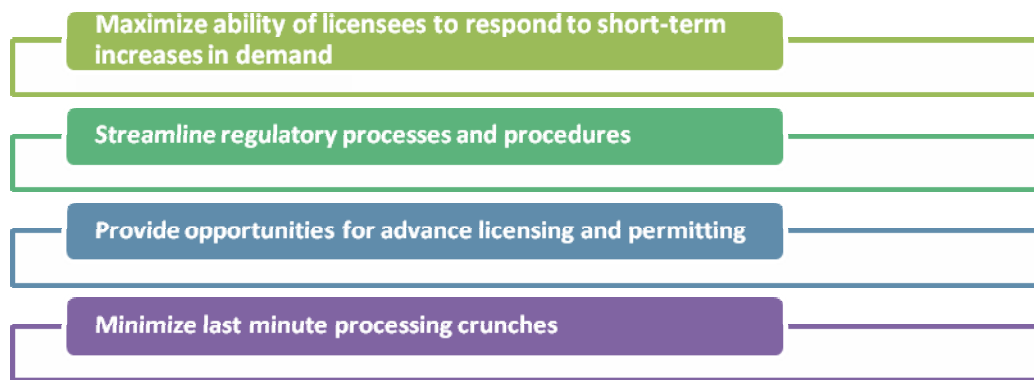 Maximize ability of licensees to respond to short-term
increases in demand
Streamline regulatory processes and procedures
Provide opportunities for advance licensing and permitting
Minimize last minute processing crunches